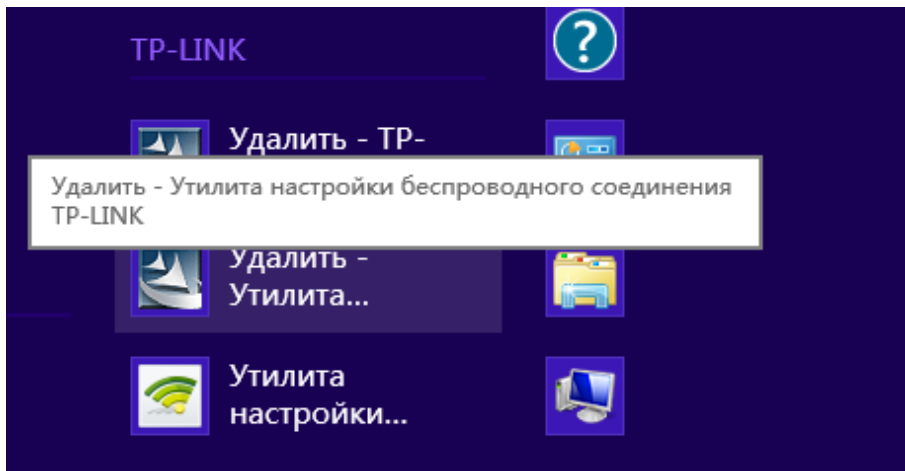 TP-LINK
Удалить - TP-
Удалить - Утилита настройки беспроводного соединения
TP-LINK
Удалить -
Утилита...
Утилита
настройки...